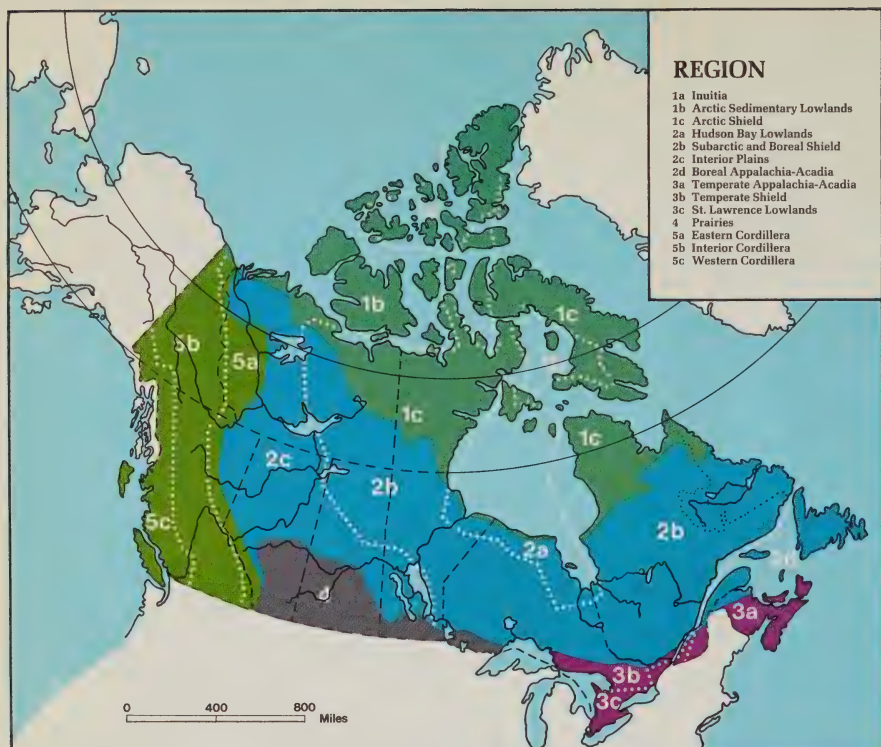 REGION
1a Inuitia
1b Arctic Sedimentary Lowlands
1c Arctic Shield
2a Hudson Bay Lowlands
2b Subarctic and Boreal Shield
2c Interior Plains
2d Boreal Appalachia-Acadia
3a Temperate Appalachia-Acadia
3b Temperate Shield
3c St. Lawrence Lowlands
4 Prairies
5a Eastern Cordillera
5b Interior Cordillera
5c Western Cordillera
1b
1c
5b
5a
1c
1c
2c
2b
5c
2a
2b
3a
3b
3c
0 400 800
Miles